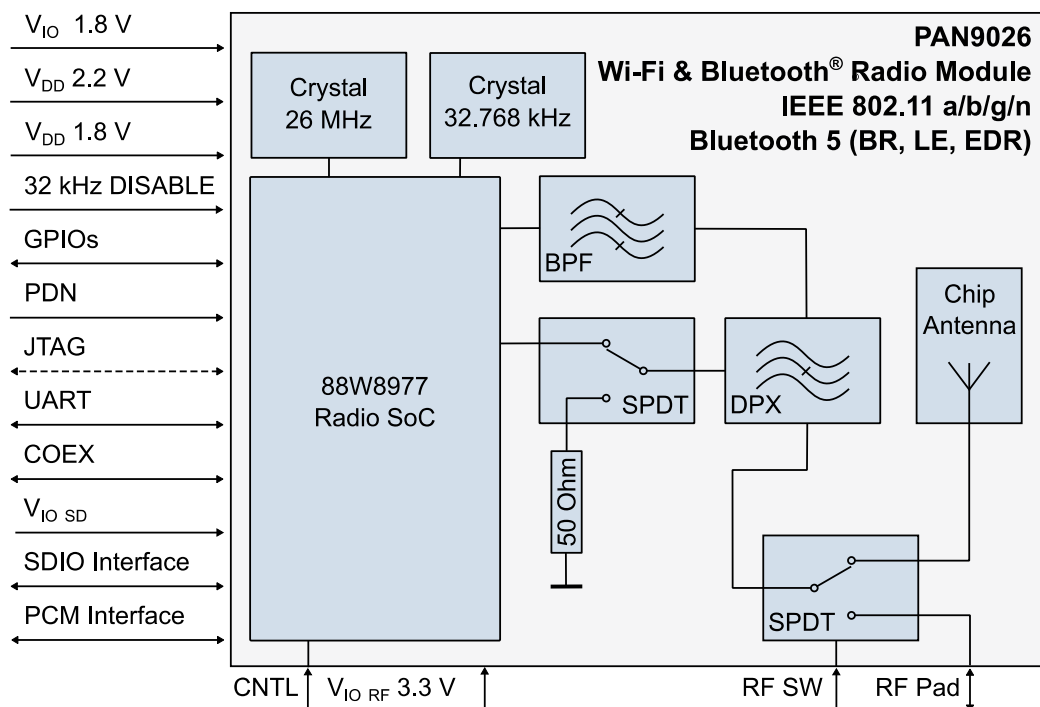 V_IO 1.8 V
V_DD 2.2 V
V_DD 1.8 V
32 kHz DISABLE
GPIOs
PDN
JTAG
UART
COEX
V_IO SD
SDIO Interface
PCM Interface
PAN9026
Wi-Fi & Bluetooth® Radio Module
IEEE 802.11 a/b/g/n
Bluetooth 5 (BR, LE, EDR)
Crystal
26 MHz
Crystal
32.768 kHz
BPF
Chip
Antenna
88W8977
Radio SoC
SPDT
DPX
50 Ohm
SPDT
CNTL
V_IO RF 3.3 V
RF SW
RF Pad